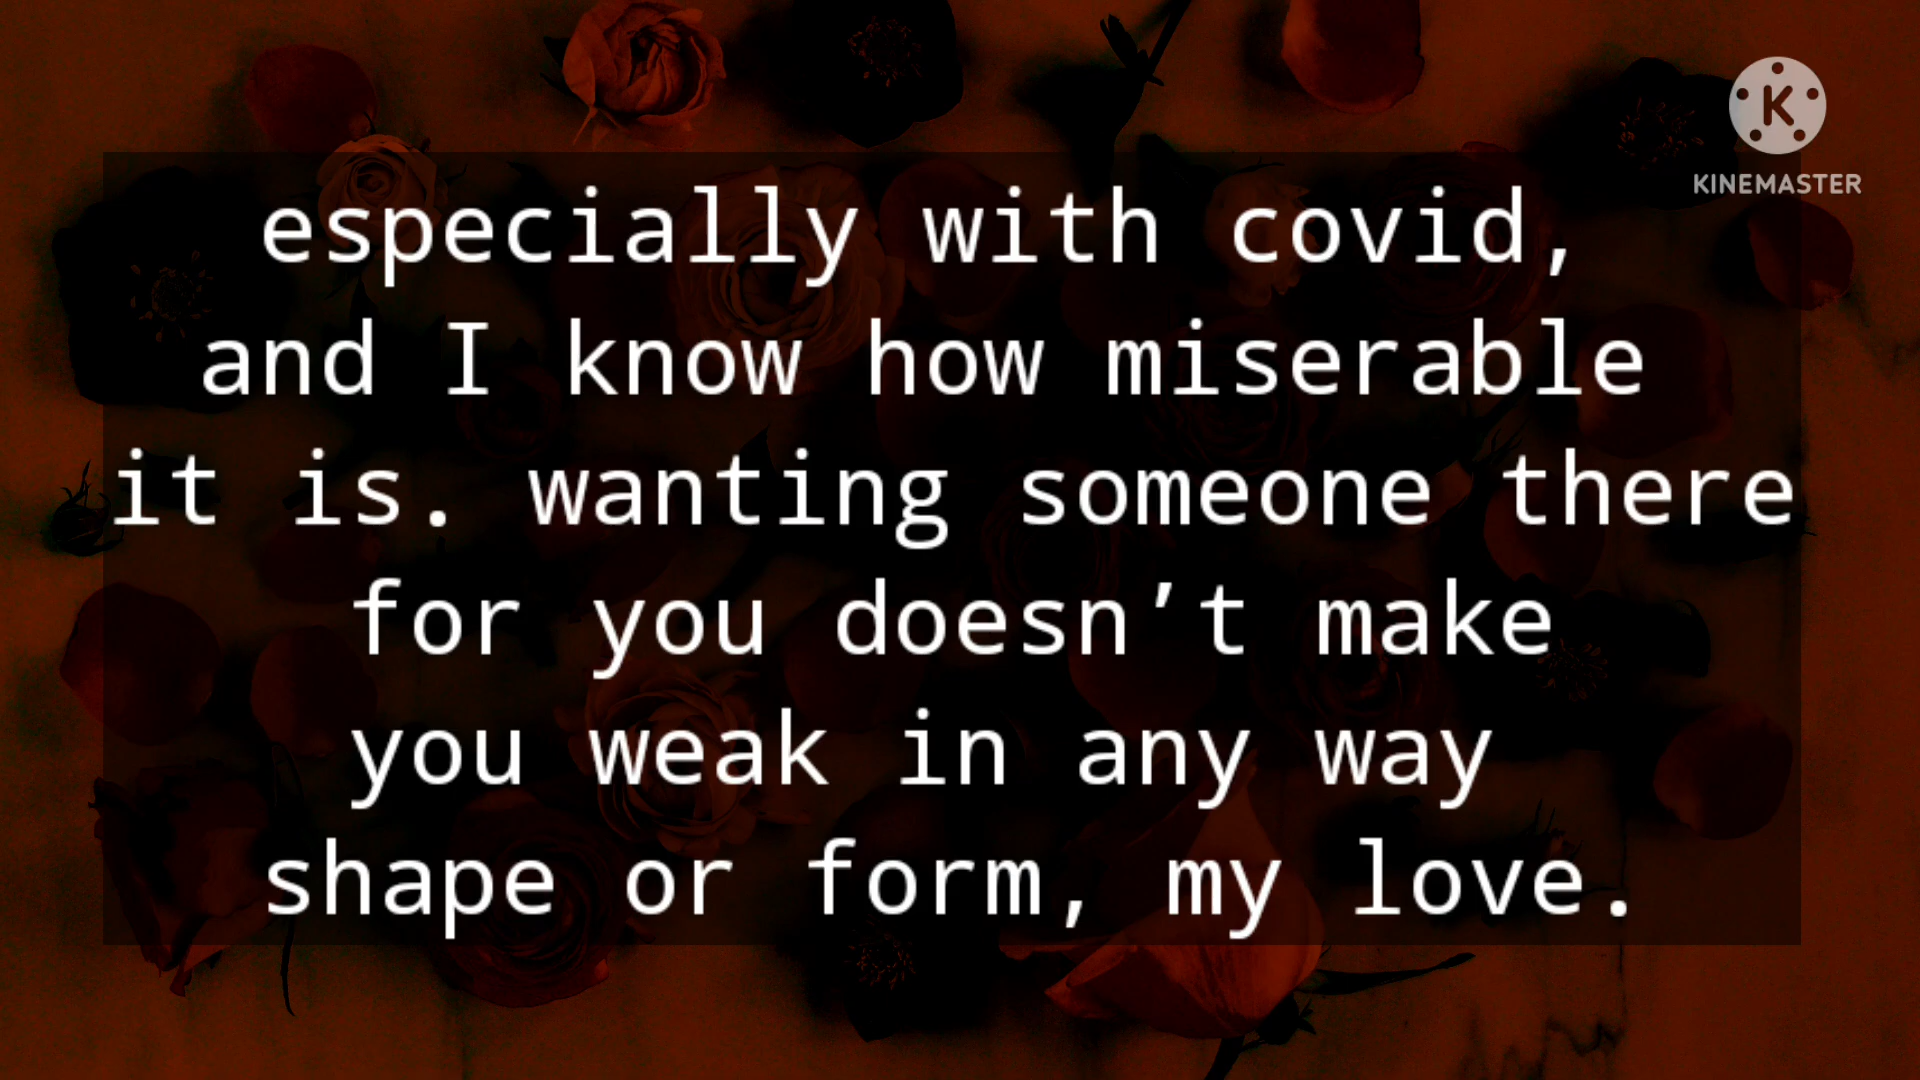 K
KINEMASTER
especially with covid,
and I know how miserable
it is. wanting someone there
for you doesn’t make
you weak in any way
shape or form, my love.